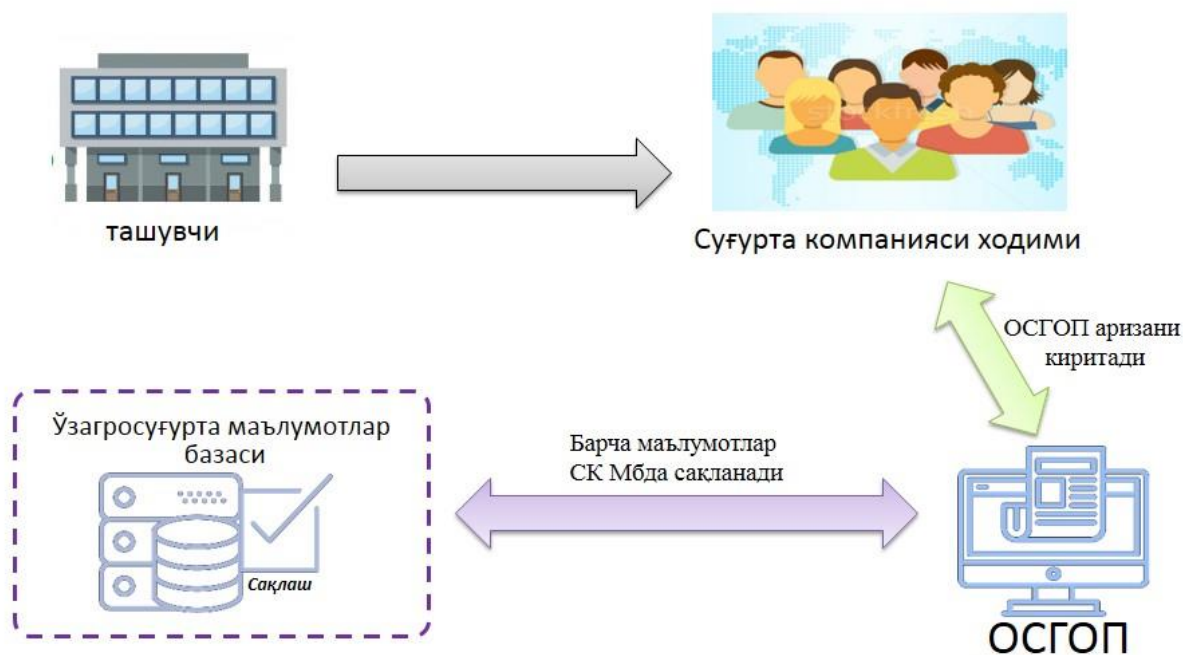 ташувчи
Суғурта компанияси ходими
ОСГОП аризани
киритади
Ўзагросуғурта маълумотлар
базаси
Сақлаш
Барча маълумотлар
СК Мбда сақланади
ОСГОП